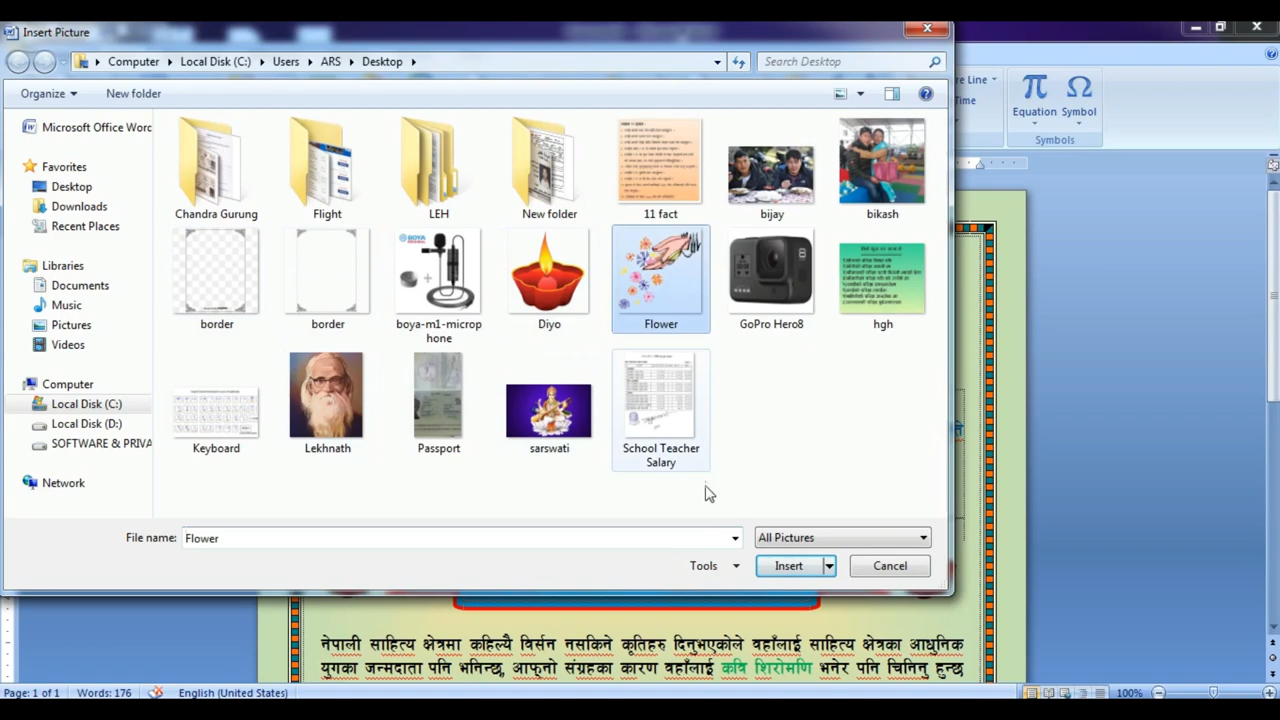 Insert Picture
Computer
Local Disk (C:)
Users
ARS
Desktop
Search Desktop
Organize
New folder
Microsoft Office Worc
Favorites
Desktop
Downloads
Recent Places
Libraries
Documents
Music
Pictures
Videos
Computer
Local Disk (C:)
Local Disk (D:)
SOFTWARE & PRIVA
Network
Chandra Gurung
Flight
LEH
New folder
11 fact
bijay
bikash
border
border
boya-m1-microp
hone
Diyo
Flower
GoPro Hero8
hgh
Keyboard
Lekhnath
Passport
sarswati
School Teacher
Salary
BOYA
File name:
Flower
All Pictures
Tools
Insert
Cancel
re Line
Time
π
Ω
Equation
Symbol
Symbols
नेपाली साहित्य क्षेत्रमा कहिल्यै विर्सन नसकिने कृतिहरु दिनुभएकोले वहाँलाई साहित्य क्षेत्रका आधुनिक
युगका जन्मदाता पनि भनिन्छ, आफूनो संग्रहका कारण वहाँलाई कवि शिरोमणि भनेर पनि चिनिनु हुन्छ
Page: 1 of 1
Words: 176
English (United States)
100%